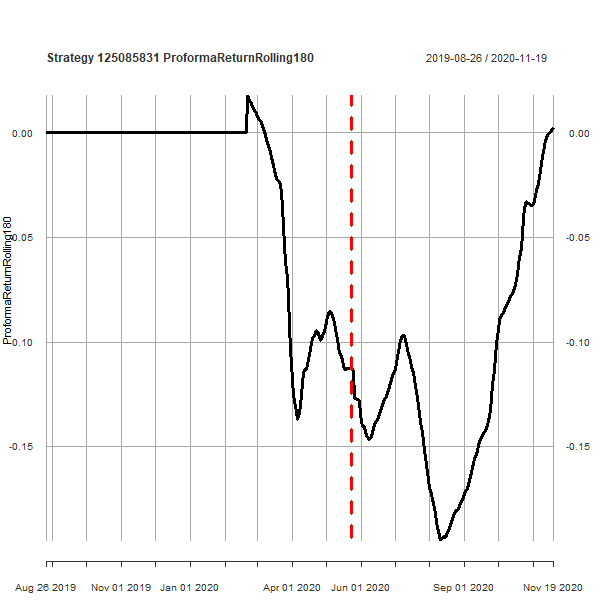 Strategy 125085831 ProformaReturnRolling180
2019-08-26 / 2020-11-19
ProformaReturnRolling180
0.00
0.00
-0.05
-0.05
-0.10
-0.10
-0.15
-0.15
Aug 26 2019
Nov 01 2019
Jan 01 2020
Apr 01 2020
Jun 01 2020
Sep 01 2020
Nov 19 2020